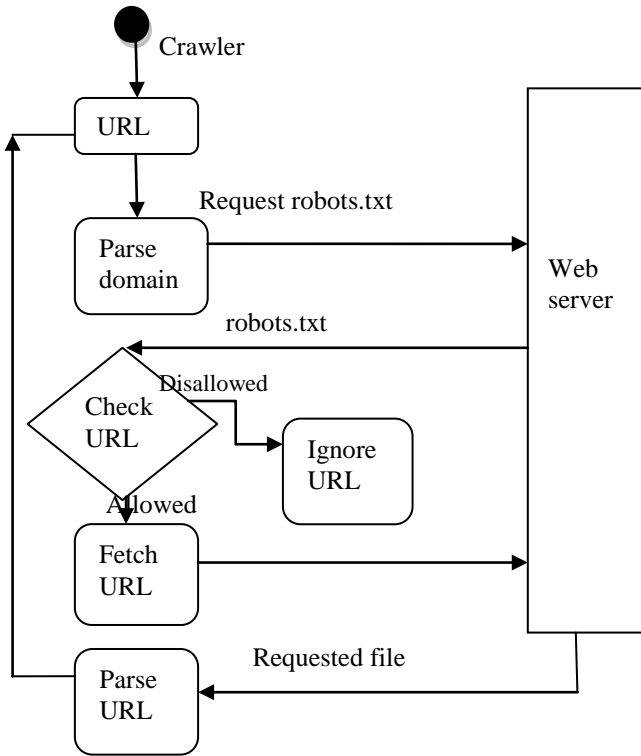 Crawler
URL
Request robots.txt
Parse
domain
Web
server
robots.txt
Disallowed
Check
URL
Ignore
URL
Allowed
Fetch
URL
Requested file
Parse
URL